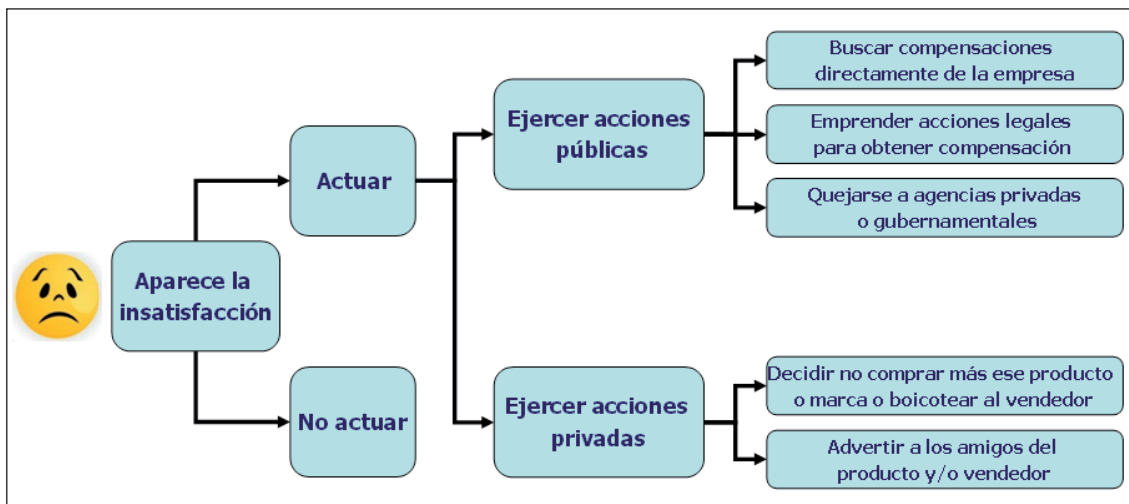 Aparece la
insatisfacción
Actuar
No actuar
Ejercer acciones
públicas
Ejercer acciones
privadas
Buscar compensaciones
directamente de la empresa
Emprender acciones legales
para obtener compensación
Quejarse a agencias privadas
o gubernamentales
Decidir no comprar más ese producto
o marca o boicotear al vendedor
Advertir a los amigos del
producto y/o vendedor